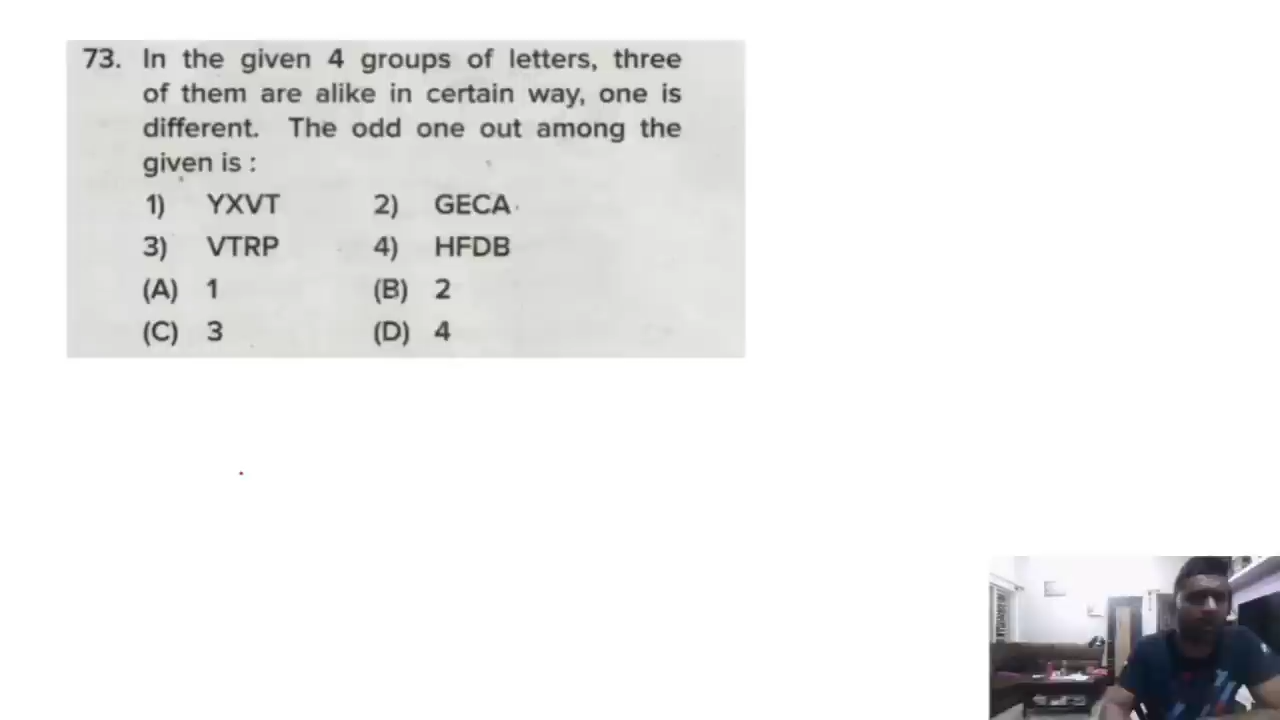 73. In the given 4 groups of letters, three
of them are alike in certain way, one is
different. The odd one out among the
given is :
1) YXVT 2) GECA
3) VTRP 4) HFDB
(A) 1 (B) 2
(C) 3 (D) 4